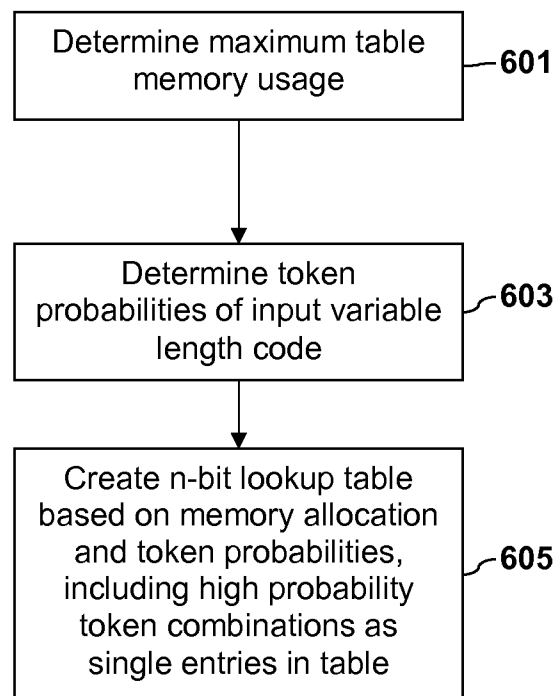 Determine maximum table
memory usage
601
Determine token
probabilities of input variable
length code
603
Create n-bit lookup table
based on memory allocation
and token probabilities,
including high probability
token combinations as
single entries in table
605